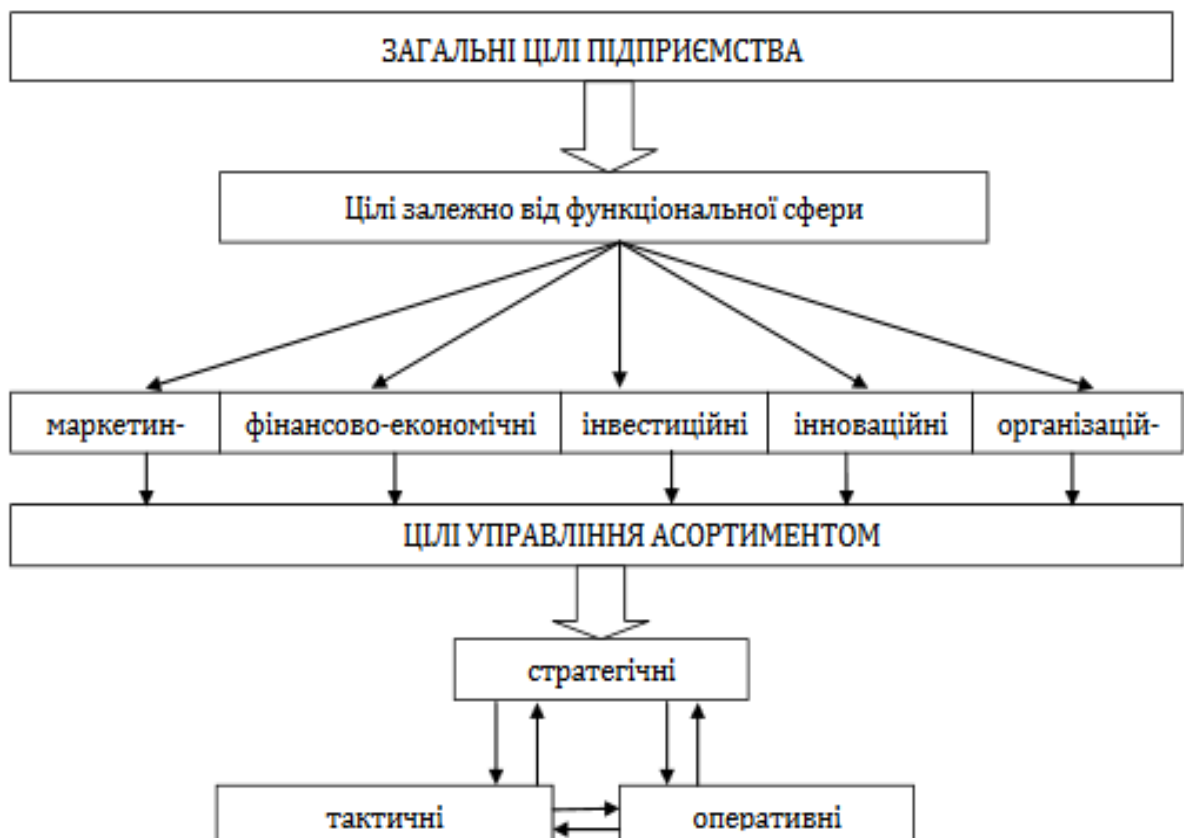 ЗАГАЛЬНІ ЦІЛІ ПІДПРИЄМСТВА
Цілі залежно від функціональної сфери
маркетин-
фінансово-економічні
інвестиційні
інноваційні
організацій-
ЦІЛІ УПРАВЛІННЯ АСОРТИМЕНТОМ
стратегічні
тактичні
оперативні